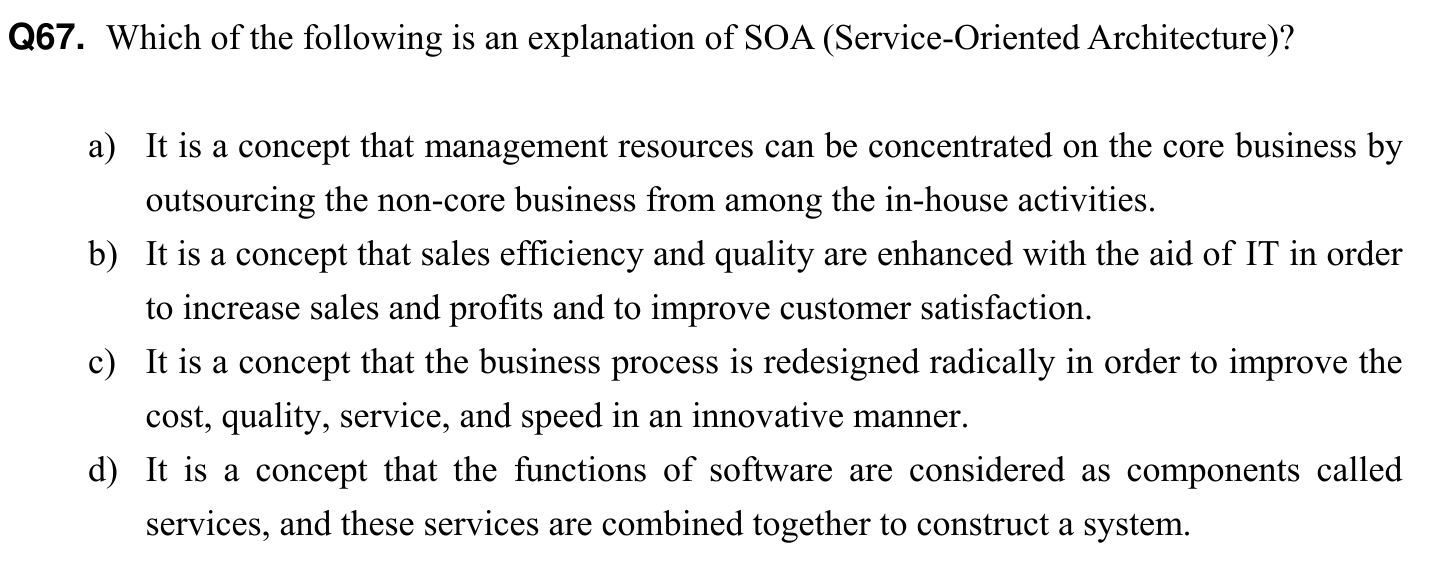 Q67. Which of the following is an explanation of SOA (Service-Oriented Architecture)?
a) It is a concept that management resources can be concentrated on the core business by
outsourcing the non-core business from among the in-house activities.
b) It is a concept that sales efficiency and quality are enhanced with the aid of IT in order
to increase sales and profits and to improve customer satisfaction.
c) It is a concept that the business process is redesigned radically in order to improve the
cost, quality, service, and speed in an innovative manner.
d) It is a concept that the functions of software are considered as components called
services, and these services are combined together to construct a system.